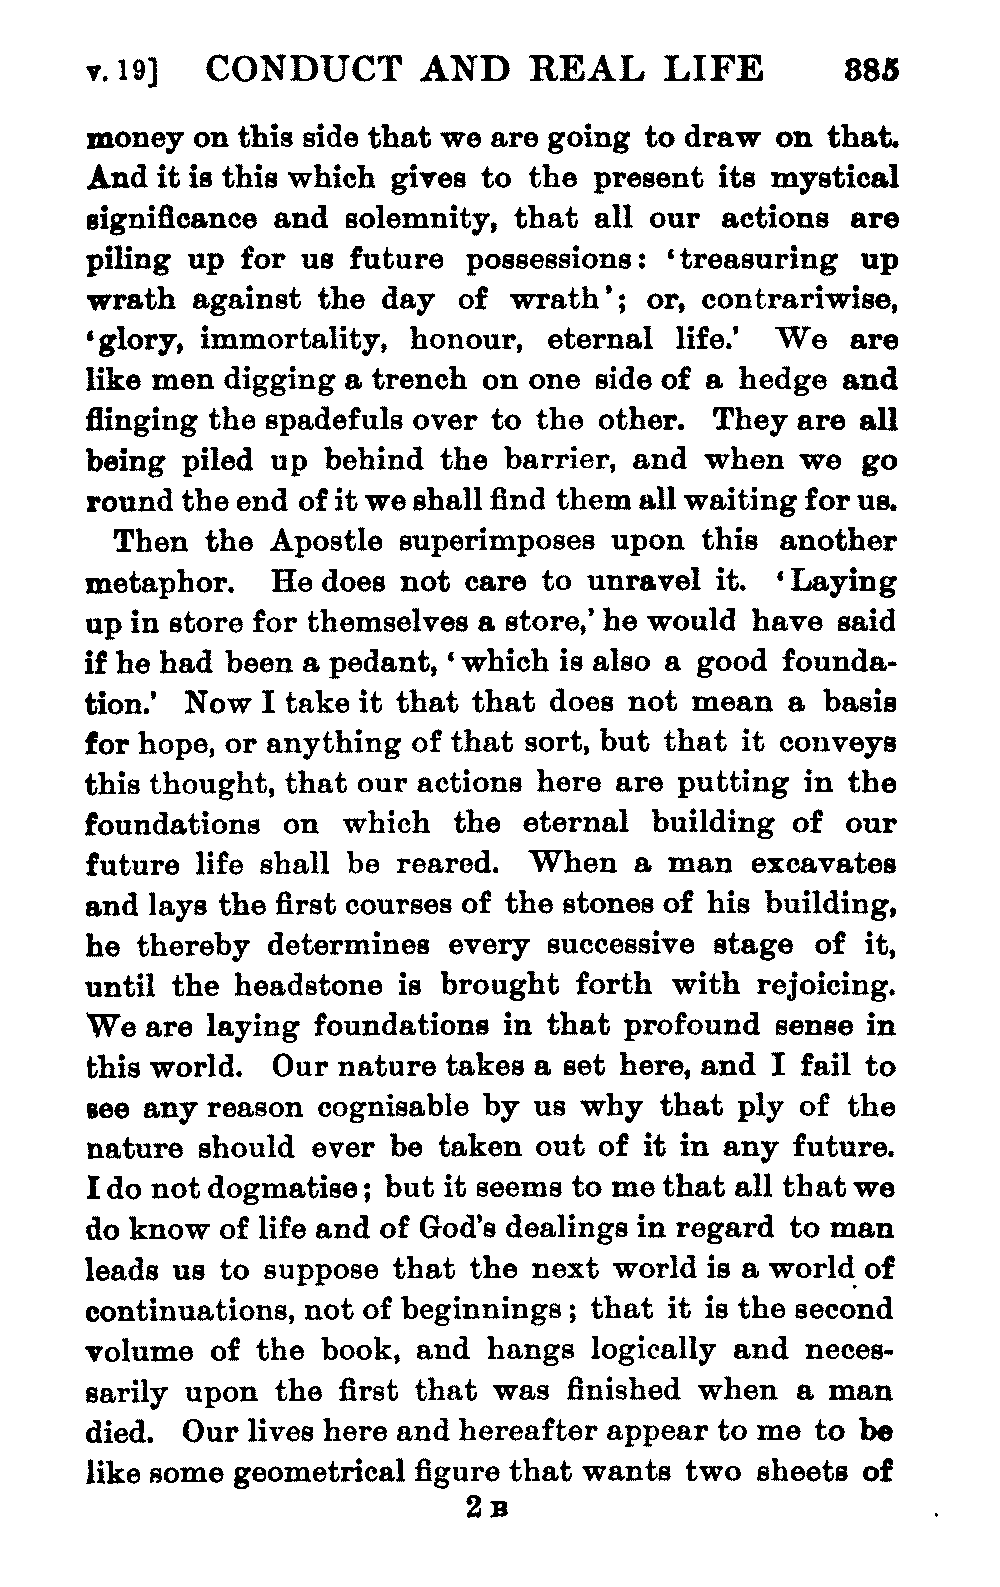 v. 19] CONDUCT AND REAL LIFE 385
money on this side that we are going to draw on that.
And it is this which gives to the present its mystical
significance and solemnity, that all our actions are
piling up for us future possessions: ‘treasuring up
wrath against the day of wrath’; or, contrariwise,
‘glory, immortality, honour, eternal life.’ We are
like men digging a trench on one side of a hedge and
flinging the spadefuls over to the other. They are all
being piled up behind the barrier, and when we go
round the end of it we shall find them all waiting for us.
Then the Apostle superimposes upon this another
metaphor. He does not care to unravel it. ‘Laying
up in store for themselves a store,’ he would have said
if he had been a pedant, ‘which is also a good founda-
tion.’ Now I take it that that does not mean a basis
for hope, or anything of that sort, but that it conveys
this thought, that our actions here are putting in the
foundations on which the eternal building of our
future life shall be reared. When a man excavates
and lays the first courses of the stones of his building,
he thereby determines every successive stage of it,
until the headstone is brought forth with rejoicing.
We are laying foundations in that profound sense in
this world. Our nature takes a set here, and I fail to
see any reason cognisable by us why that ply of the
nature should ever be taken out of it in any future.
I do not dogmatise; but it seems to me that all that we
do know of life and of God’s dealings in regard to man
leads us to suppose that the next world is a world of
continuations, not of beginnings; that it is the second
volume of the book, and hangs logically and neces-
sarily upon the first that was finished when a man
died. Our lives here and hereafter appear to me to be
like some geometrical figure that wants two sheets of
2 B